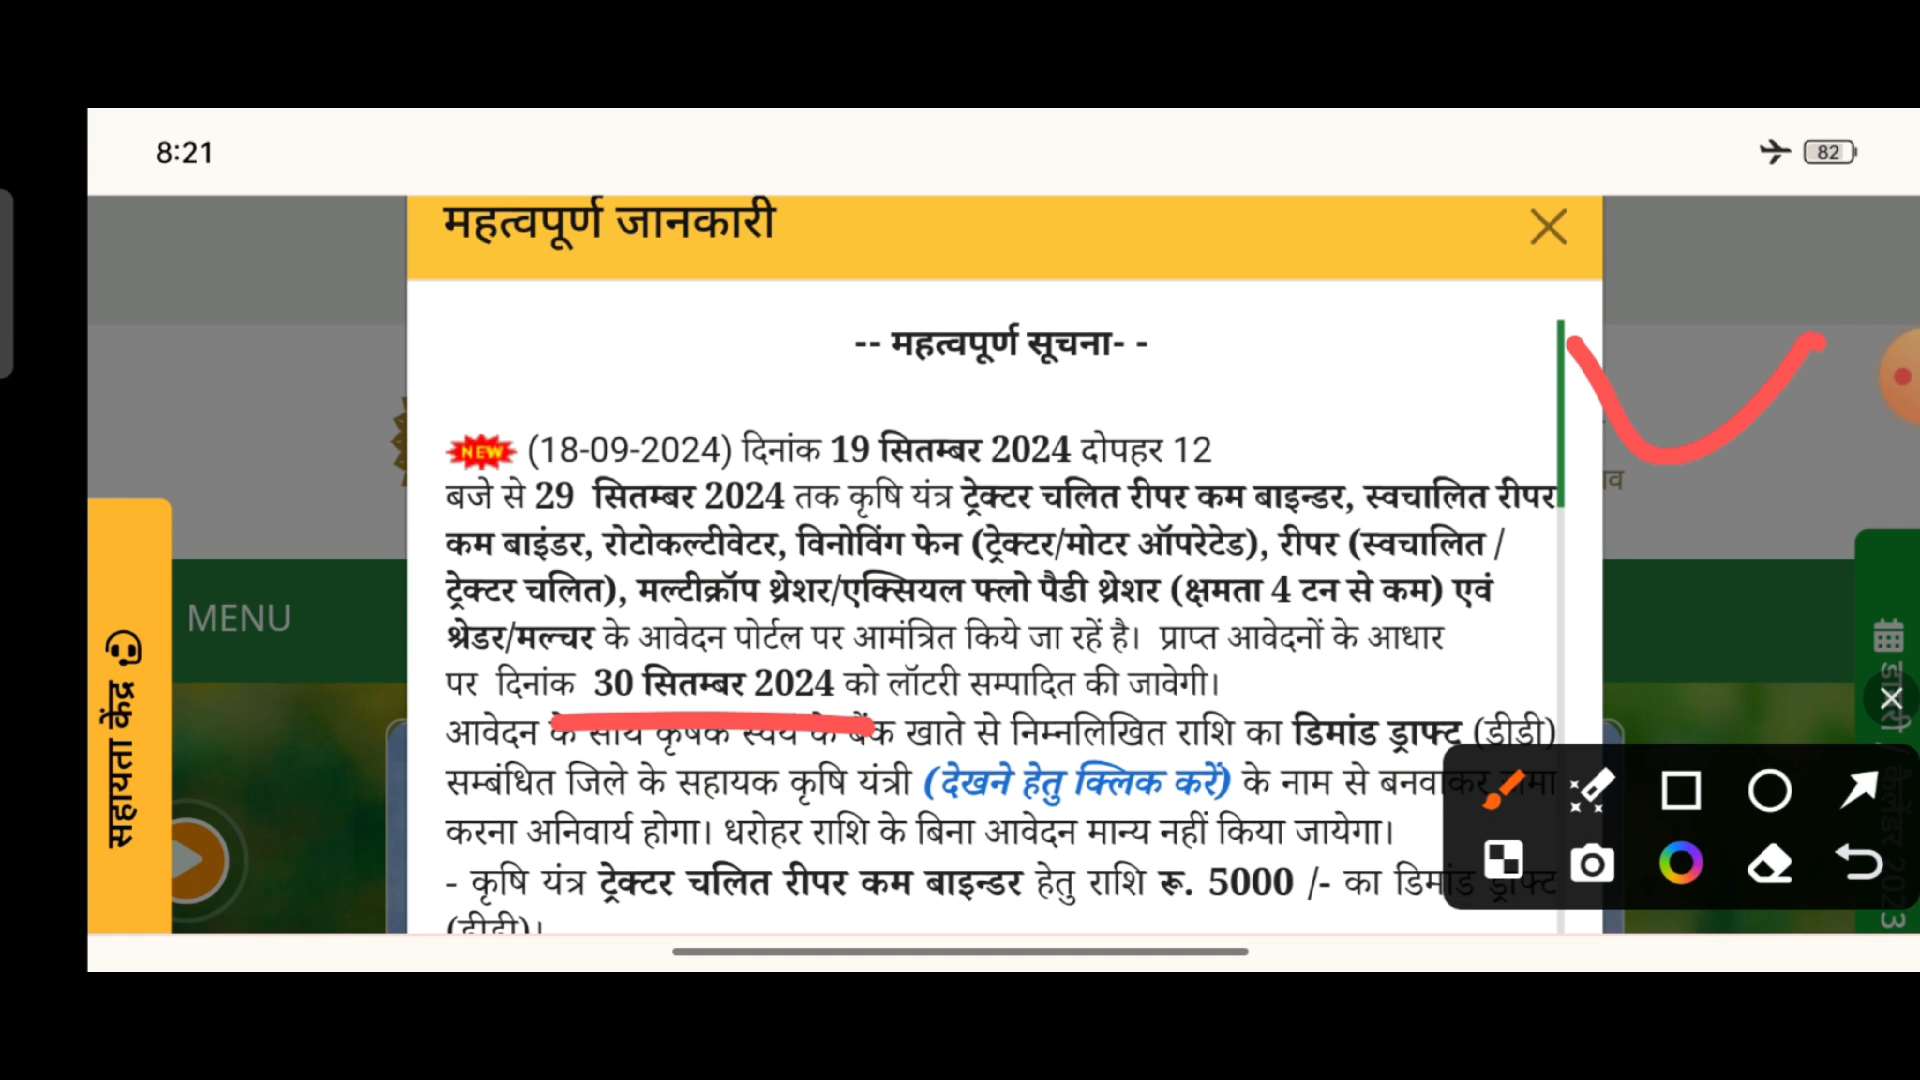 8:21
82
महत्वपूर्ण जानकारी
-- महत्वपूर्ण सूचना- -
NEW (18-09-2024) दिनांक 19 सितम्बर 2024 दोपहर 12
बजे से 29 सितम्बर 2024 तक कृषि यंत्र ट्रेक्टर चलित रीपर कम बाइन्डर, स्वचालित रीपर
कम बाइंडर, रोटोकल्टीवेटर, विनोविंग फेन (ट्रेक्टर/मोटर ऑपरेटेड), रीपर (स्वचालित /
ट्रेक्टर चलित), मल्टीक्रॉप थ्रेशर/एक्सियल फ्लो पैडी थ्रेशर (क्षमता 4 टन से कम) एवं
श्रेडर/मल्चर के आवेदन पोर्टल पर आमंत्रित किये जा रहें है। प्राप्त आवेदनों के आधार
पर दिनांक 30 सितम्बर 2024 को लॉटरी सम्पादित की जावेगी।
आवेदन के साथ कृषक स्वयं के बैंक खाते से निम्नलिखित राशि का डिमांड ड्राफ्ट (डीडी)
सम्बंधित जिले के सहायक कृषि यंत्री (देखने हेतु क्लिक करें) के नाम से बनवाकर जमा
करना अनिवार्य होगा। धरोहर राशि के बिना आवेदन मान्य नहीं किया जायेगा।
- कृषि यंत्र ट्रेक्टर चलित रीपर कम बाइन्डर हेतु राशि रू. 5000 /- का डिमांड ड्राफ्ट
(डीडी)।
MENU
सहायता केंद्र